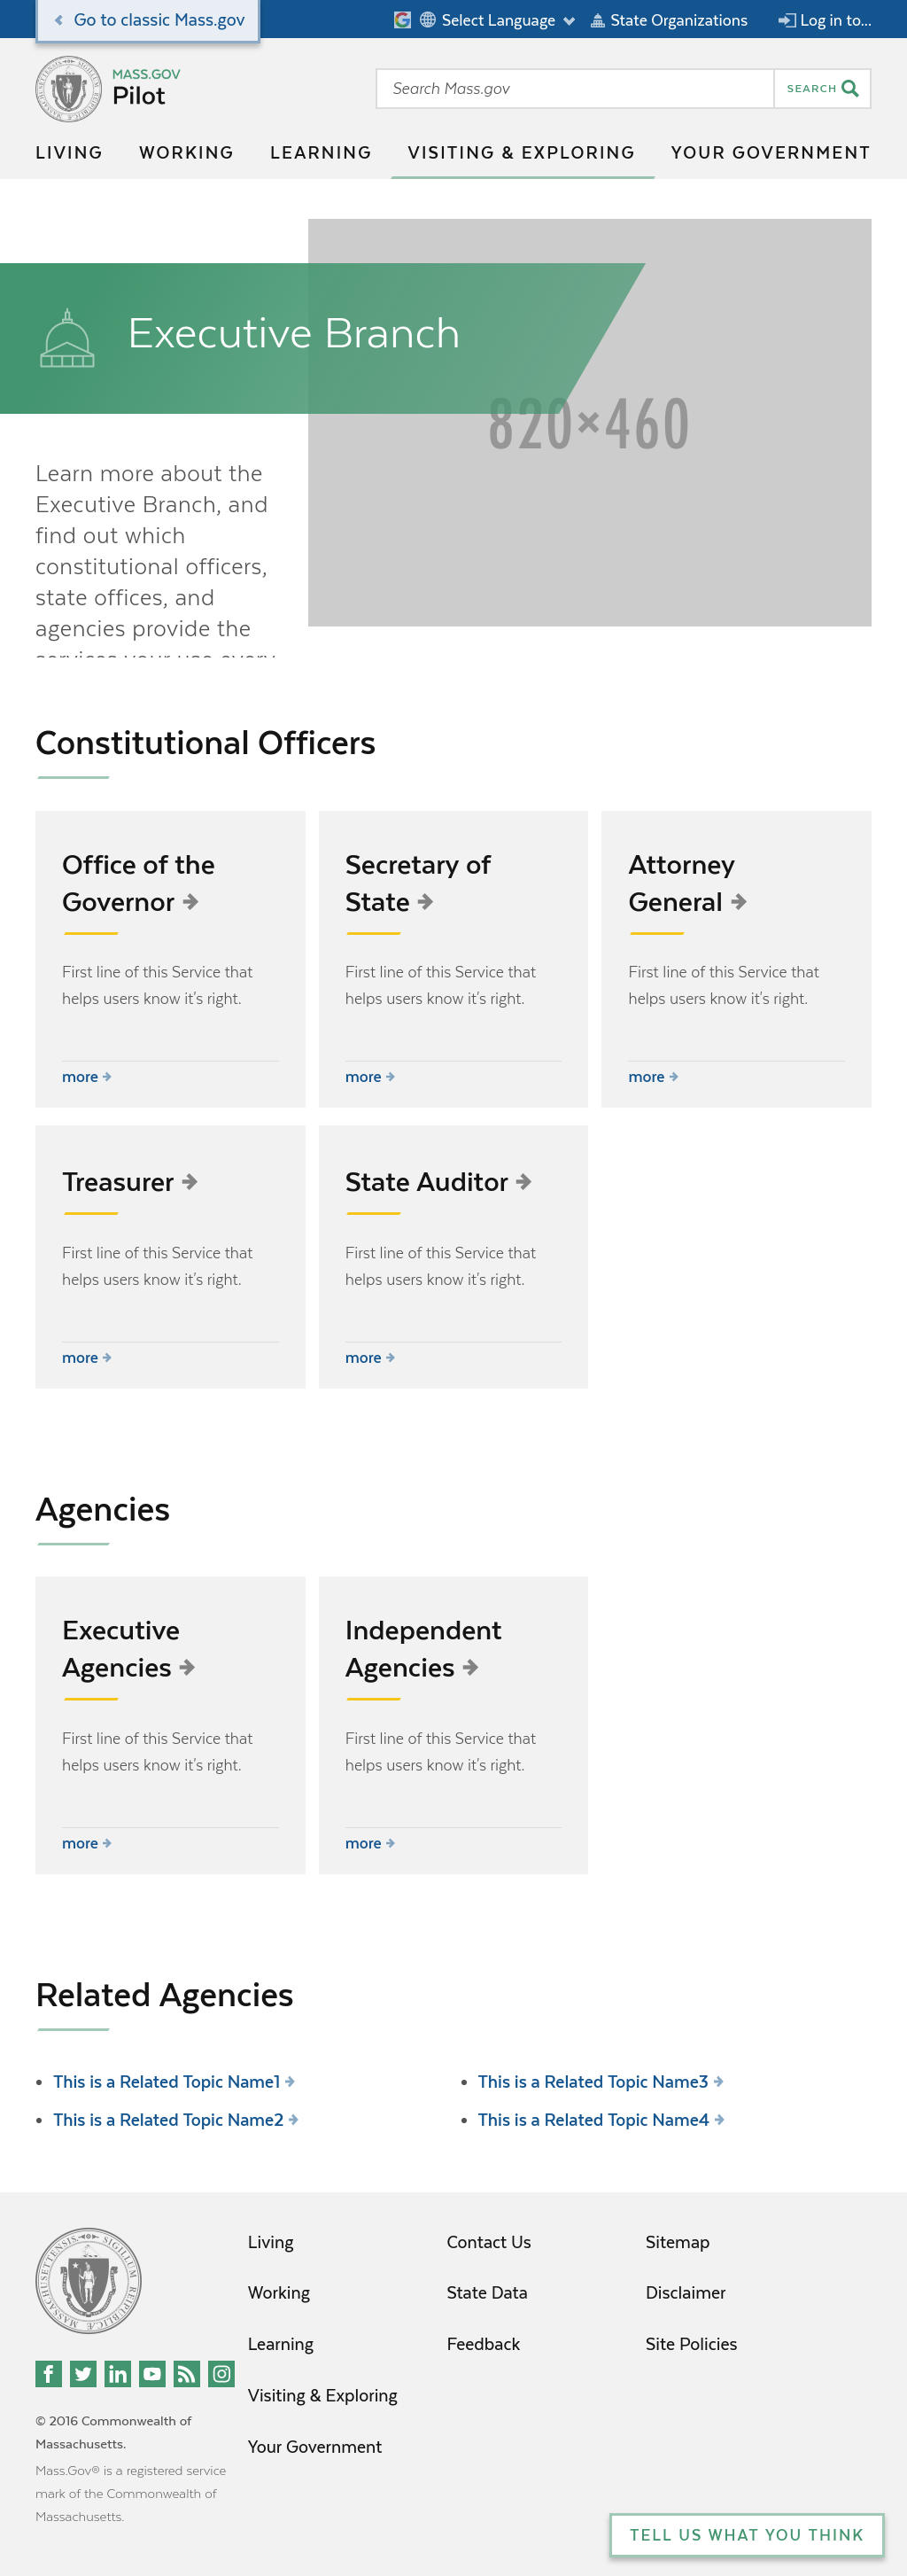 Go to classic Mass.gov
Select Language
State Organizations
Log in to...
MASS.GOV
Pilot
Search Mass.gov
SEARCH
LIVING
WORKING
LEARNING
VISITING & EXPLORING
YOUR GOVERNMENT
Executive Branch
820×460
Learn more about the
Executive Branch, and
find out which
constitutional officers,
state offices, and
agencies provide the
services your use every
Constitutional Officers
Office of the
Governor
First line of this Service that
helps users know it's right.
more
Secretary of
State
First line of this Service that
helps users know it's right.
more
Attorney
General
First line of this Service that
helps users know it's right.
more
Treasurer
First line of this Service that
helps users know it's right.
more
State Auditor
First line of this Service that
helps users know it's right.
more
Agencies
Executive
Agencies
First line of this Service that
helps users know it's right.
more
Independent
Agencies
First line of this Service that
helps users know it's right.
more
Related Agencies
This is a Related Topic Name1
This is a Related Topic Name2
This is a Related Topic Name3
This is a Related Topic Name4
Living
Working
Learning
Visiting & Exploring
Your Government
Contact Us
State Data
Feedback
Sitemap
Disclaimer
Site Policies
© 2016 Commonwealth of
Massachusetts.
Mass.Gov® is a registered service
mark of the Commonwealth of
Massachusetts.
TELL US WHAT YOU THINK